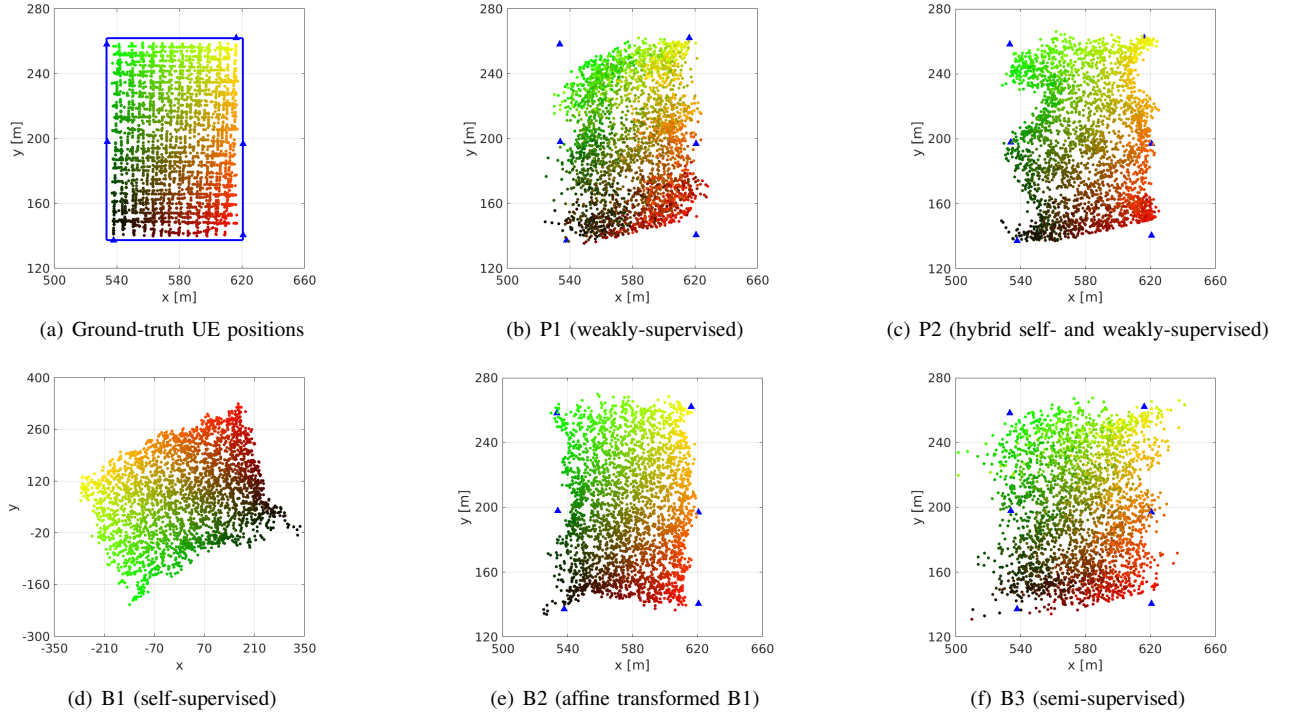 280
240
200
160
120
500 540 580 620 660
y [m]
x [m]
(a) Ground-truth UE positions
280
240
200
160
120
500 540 580 620 660
y [m]
x [m]
(b) P1 (weakly-supervised)
280
240
200
160
120
500 540 580 620 660
y [m]
x [m]
(c) P2 (hybrid self- and weakly-supervised)
400
260
120
-20
-160
-300
-350 -210 -70 70 210 350
y
x
(d) B1 (self-supervised)
280
240
200
160
120
500 540 580 620 660
y [m]
x [m]
(e) B2 (affine transformed B1)
280
240
200
160
120
500 540 580 620 660
y [m]
x [m]
(f) B3 (semi-supervised)